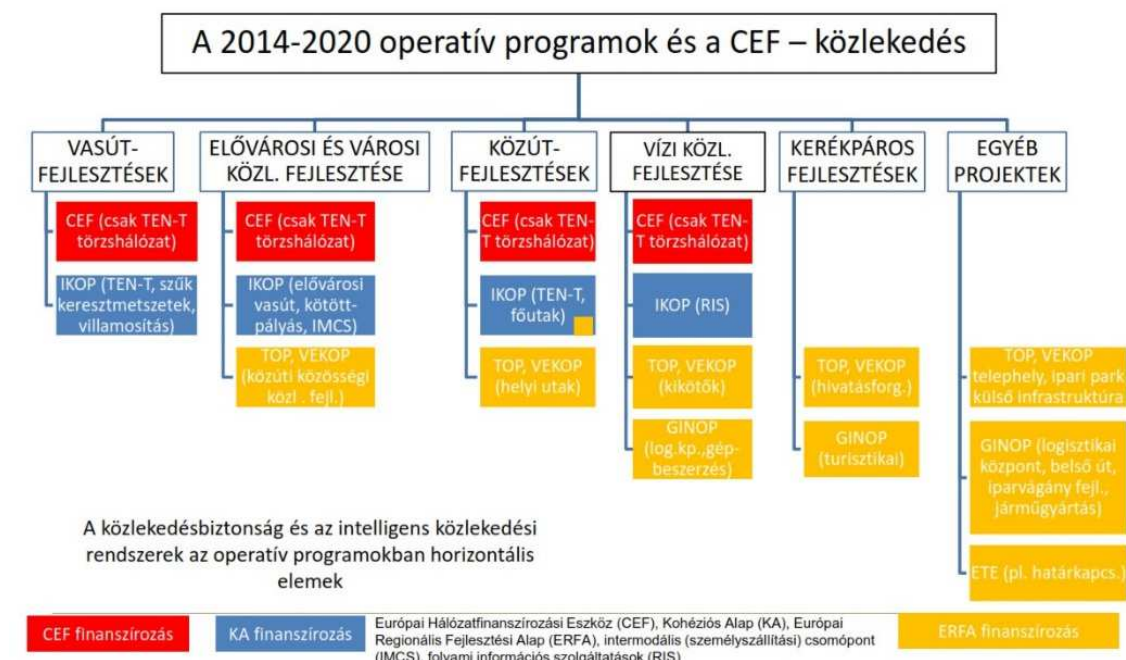 A 2014-2020 operatív programok és a CEF – közlekedés
VASÚT-
FEJLESZTÉSEK
CEF (csak TEN-T
törzshálózat)
IKOP (TEN-T, szűk
keresztmetszetek,
villamosítás)
ELŐVÁROSI ÉS VÁROSI
KÖZL. FEJLESZTÉSE
CEF (csak TEN-T
törzshálózat)
IKOP (elővárosi
vasút, kötött-
pályás, IMCS)
TOP, VEKOP
(közúti közösségi
közl . fejl.)
KÖZÚT-
FEJLESZTÉSEK
CEF (csak TEN-
T törzshálózat)
IKOP (TEN-T,
főutak)
TOP, VEKOP
(helyi utak)
VÍZI KÖZL.
FEJLESZTÉSE
CEF (csak TEN-
T törzshálózat)
IKOP (RIS)
TOP, VEKOP
(kikötők)
GINOP
(log.kp.,gép-
beszerzés)
KERÉKPÁROS
FEJLESZTÉSEK
TOP, VEKOP
(hivatásforg.)
GINOP
(turisztikai)
EGYÉB
PROJEKTEK
TOP, VEKOP
telephely, ipari park
külső infrastruktúra
GINOP (logisztikai
központ, belső út,
iparvágány fejl.,
járműgyártás)
ETE (pl. határkapcs.)
A közlekedésbiztonság és az intelligens közlekedési
rendszerek az operatív programokban horizontális
elemek
CEF finanszírozás
KA finanszírozás
Európai Hálózatfinanszírozási Eszköz (CEF), Kohéziós Alap (KA), Európai
Regionális Fejlesztési Alap (ERFA), intermodális (személyszállítási) csomópont
(IMCS), folyami információs szolgáltatások (RIS)
ERFA finanszírozás